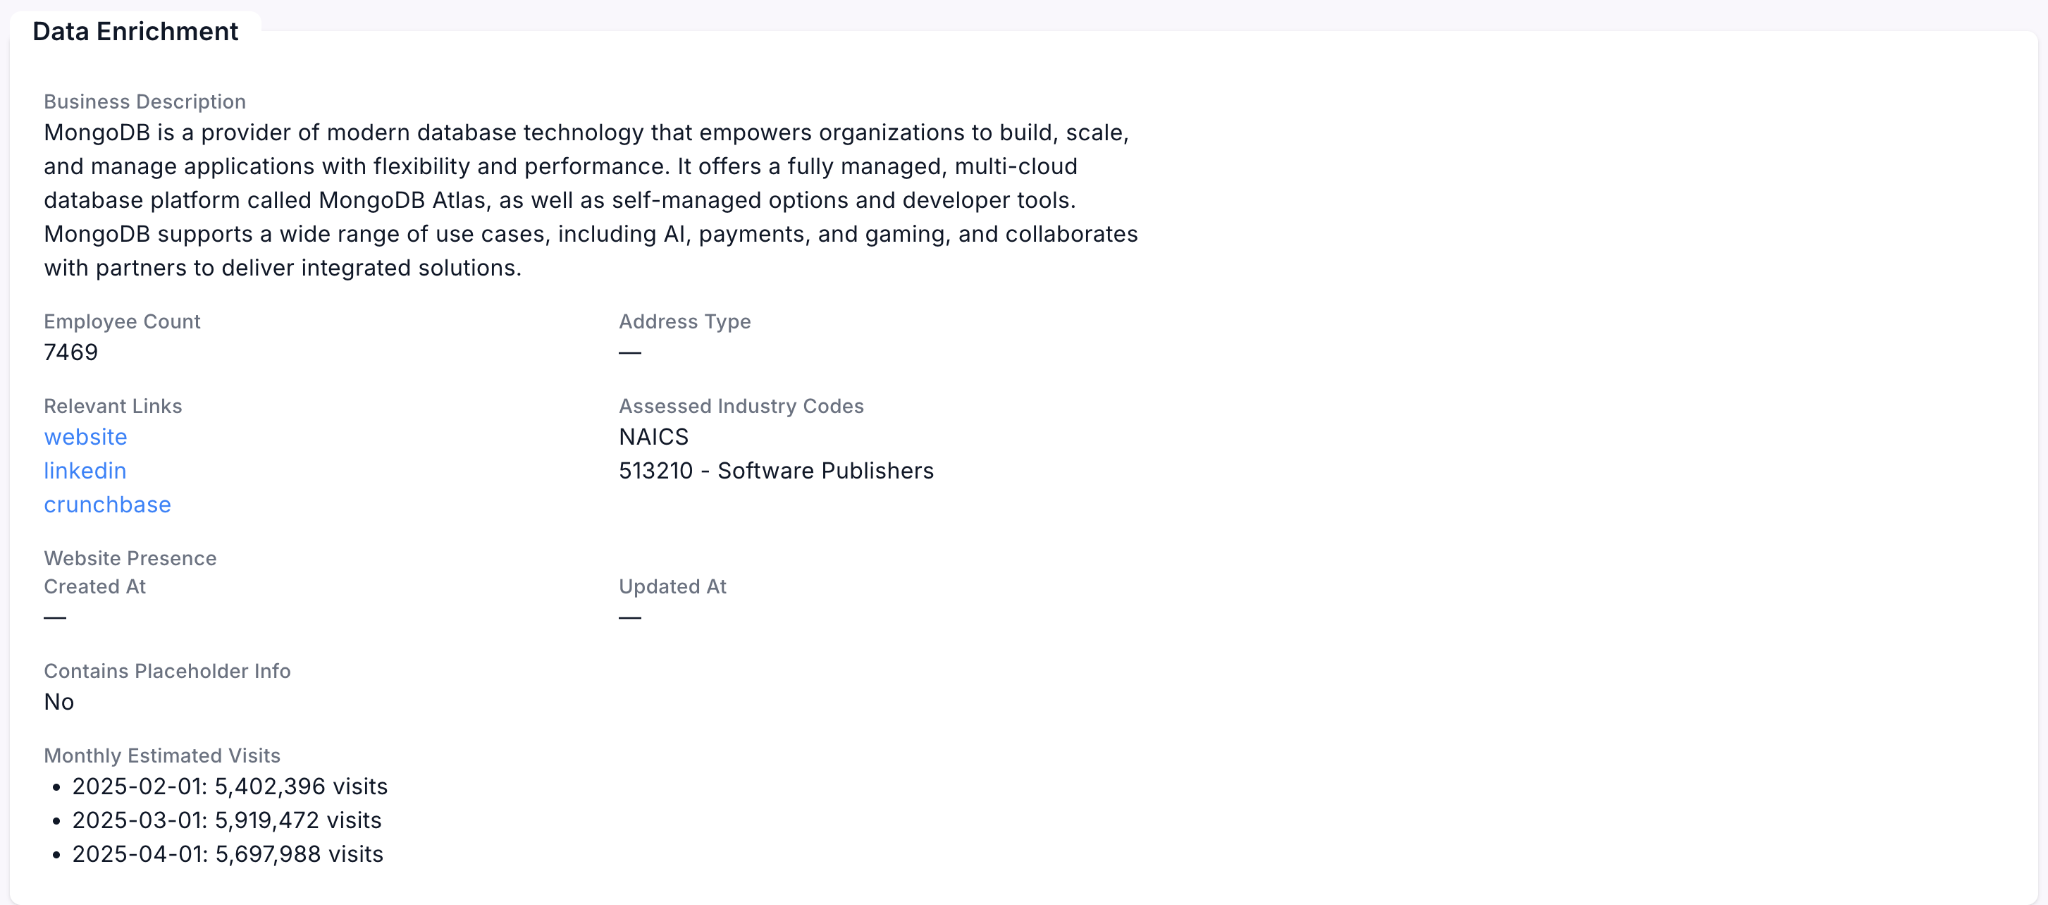 Data Enrichment
Business Description
MongoDB is a provider of modern database technology that empowers organizations to build, scale,
and manage applications with flexibility and performance. It offers a fully managed, multi-cloud
database platform called MongoDB Atlas, as well as self-managed options and developer tools.
MongoDB supports a wide range of use cases, including AI, payments, and gaming, and collaborates
with partners to deliver integrated solutions.
Employee Count
7469
Address Type
—
Relevant Links
website
linkedin
crunchbase
Assessed Industry Codes
NAICS
513210 - Software Publishers
Website Presence
Created At
—
Updated At
—
Contains Placeholder Info
No
Monthly Estimated Visits
• 2025-02-01: 5,402,396 visits
• 2025-03-01: 5,919,472 visits
• 2025-04-01: 5,697,988 visits